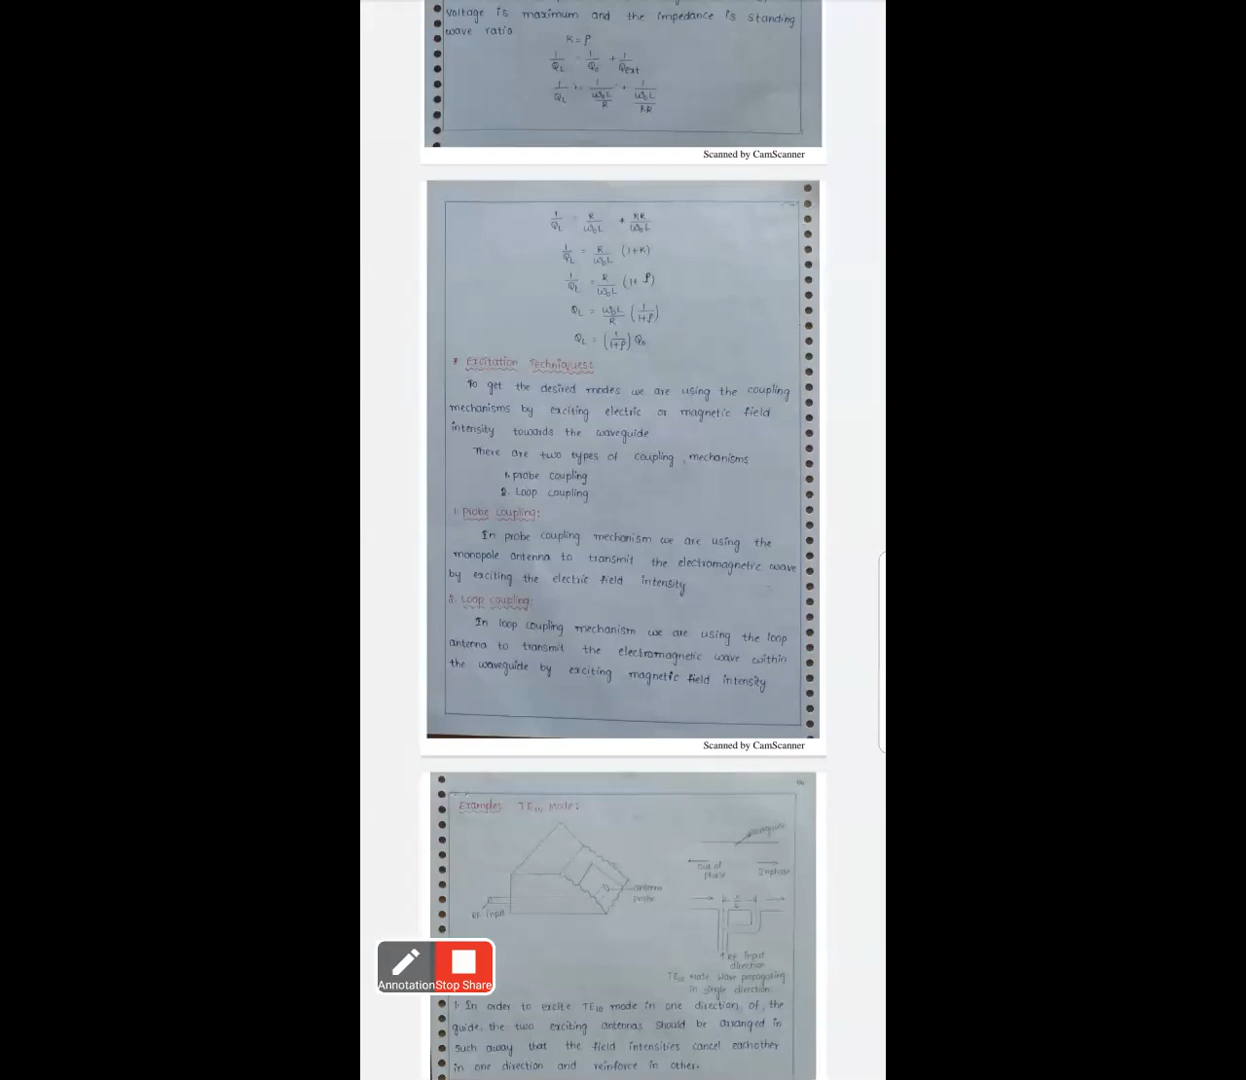 voltage is maximum and the impedance is standing
wave ratio
K = ρ
1/QL = 1/Q0 + 1/Qext
1/QL = 1/(ω0L/R) + 1/(ω0L/KR)
Scanned by CamScanner
1/QL = R/ω0L + KR/ω0L
1/QL = R/ω0L (1+K)
1/QL = R/ω0L (1+ρ)
QL = ω0L/R (1/1+ρ)
QL = (1/1+ρ) Q0
* Excitation Techniques:
To get the desired modes we are using the coupling
mechanisms by exciting electric or magnetic field
intensity towards the waveguide
There are two types of coupling mechanisms
1. probe coupling
2. Loop coupling
1. Probe coupling:
In probe coupling mechanism we are using the
monopole antenna to transmit the electromagnetic wave
by exciting the electric field intensity
2. Loop coupling:
In loop coupling mechanism we are using the loop
antenna to transmit the electromagnetic wave within
the waveguide by exciting magnetic field intensity
Scanned by CamScanner
Example: TE10 Mode:
waveguide
out of
phase
Inphase
antenna
probe
RF Input
RF Input
direction
TE10 mode wave propagating
in single direction
Annotation
Stop Share
1. In order to excite TE10 mode in one direction of the
guide, the two exciting antennas should be arranged in
such away that the field intensities cancel eachother
in one direction and reinforce in other.